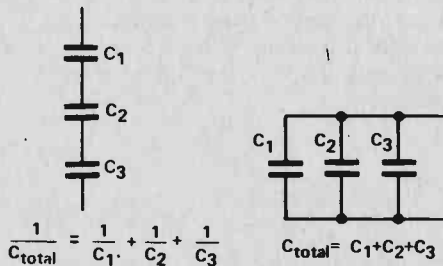 C1
C2
C3
1/Ctotal = 1/C1. + 1/C2 + 1/C3
C1 C2 C3
Ctotal= C1+C2+C3